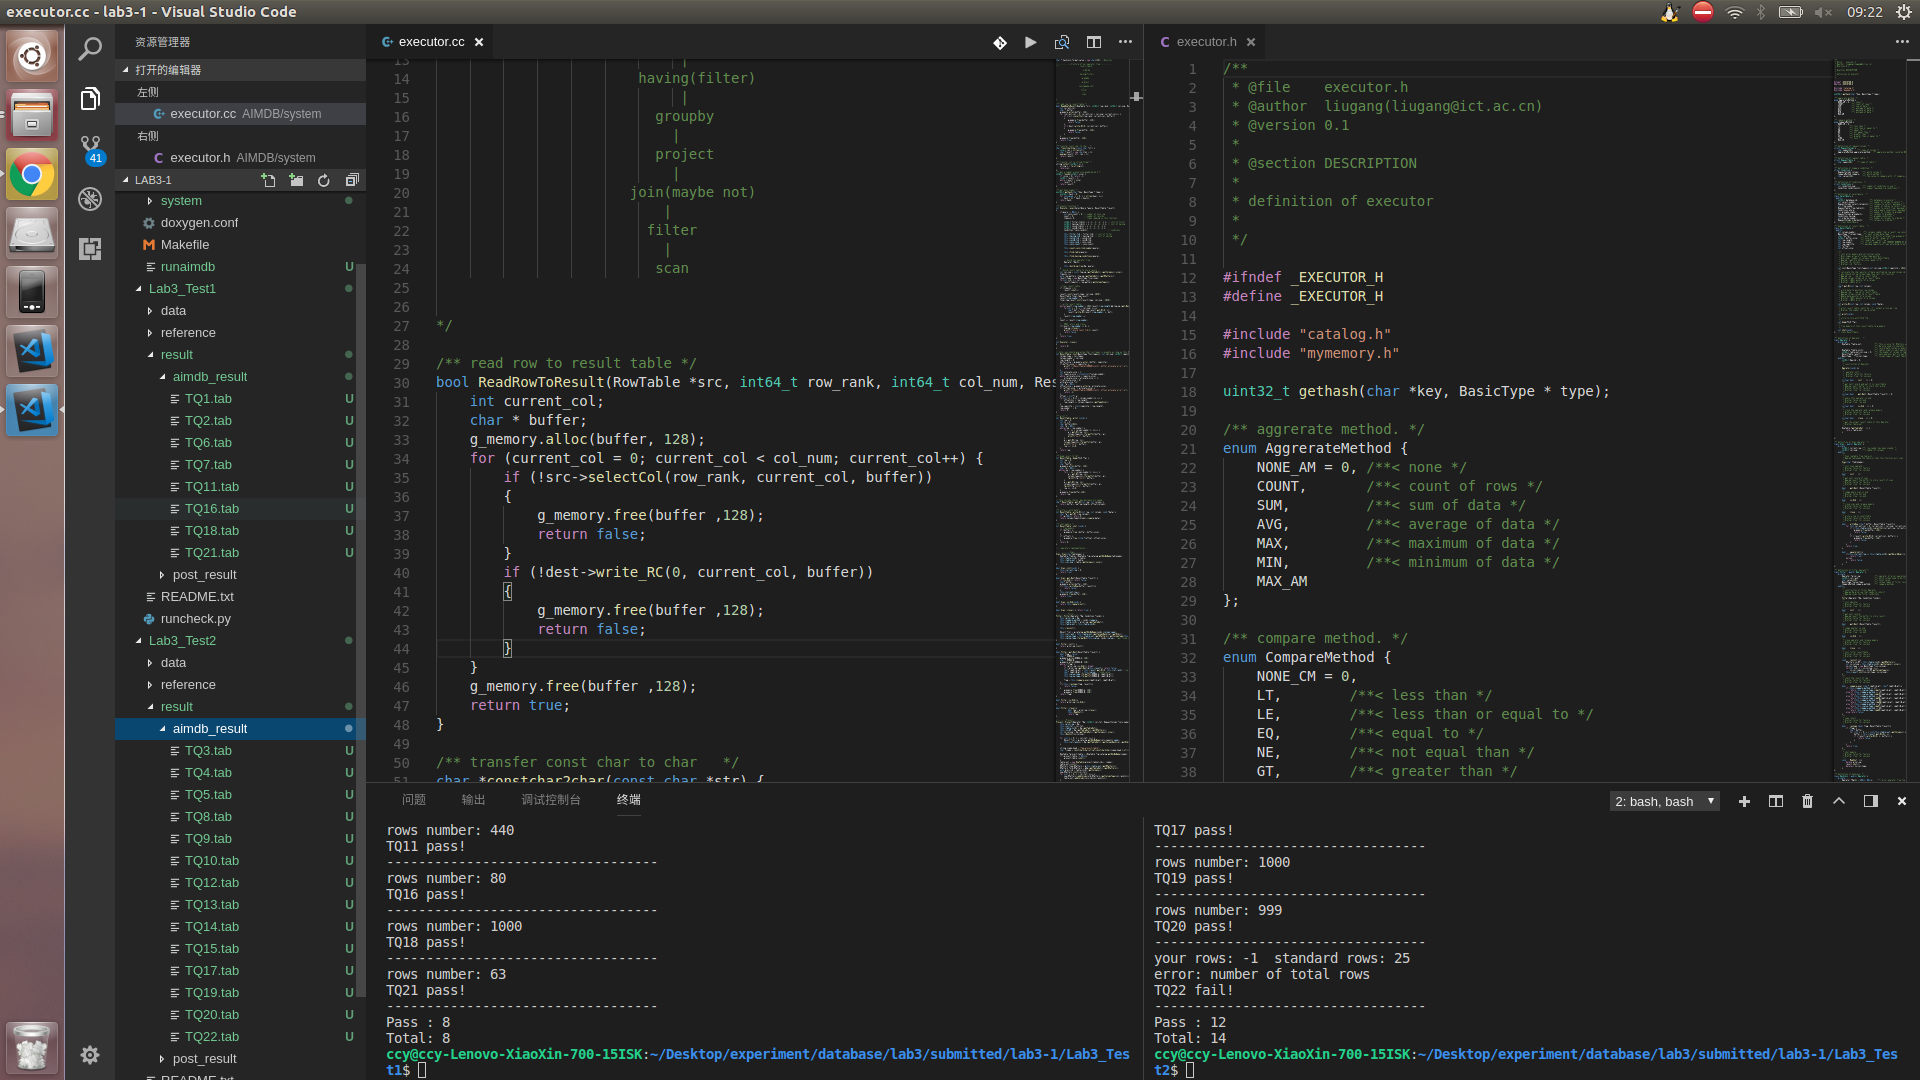 executor.cc - lab3-1 - Visual Studio Code
09:22
资源管理器
打开的编辑器
左侧
executor.cc AIMDB/system
右侧
executor.h AIMDB/system
41
LAB3-1
system
doxygen.conf
Makefile
runaimdb U
Lab3_Test1
data
reference
result
aimdb_result
TQ1.tab U
TQ2.tab U
TQ6.tab U
TQ7.tab U
TQ11.tab U
TQ16.tab U
TQ18.tab U
TQ21.tab U
post_result
README.txt
runcheck.py
Lab3_Test2
data
reference
result
aimdb_result
TQ3.tab U
TQ4.tab U
TQ5.tab U
TQ8.tab U
TQ9.tab U
TQ10.tab U
TQ12.tab U
TQ13.tab U
TQ14.tab U
TQ15.tab U
TQ17.tab U
TQ19.tab U
TQ20.tab U
TQ22.tab U
post_result
README.txt
executor.cc
13 |
14 having(filter)
15 |
16 groupby
17 |
18 project
19 |
20 join(maybe not)
21 |
22 filter
23 |
24 scan
25
26
27 */
28
29 /** read row to result table */
30 bool ReadRowToResult(RowTable *src, int64_t row_rank, int64_t col_num, Res
31 int current_col;
32 char * buffer;
33 g_memory.alloc(buffer, 128);
34 for (current_col = 0; current_col < col_num; current_col++) {
35 if (!src->selectCol(row_rank, current_col, buffer))
36 {
37 g_memory.free(buffer ,128);
38 return false;
39 }
40 if (!dest->write_RC(0, current_col, buffer))
41 {
42 g_memory.free(buffer ,128);
43 return false;
44 }
45 }
46 g_memory.free(buffer ,128);
47 return true;
48 }
49
50 /** transfer const char to char */
51 char *constchar2char(const char *str) {
executor.h
1 /**
2 * @file executor.h
3 * @author liugang(liugang@ict.ac.cn)
4 * @version 0.1
5 *
6 * @section DESCRIPTION
7 *
8 * definition of executor
9 *
10 */
11
12 #ifndef _EXECUTOR_H
13 #define _EXECUTOR_H
14
15 #include "catalog.h"
16 #include "mymemory.h"
17
18 uint32_t gethash(char *key, BasicType * type);
19
20 /** aggrerate method. */
21 enum AggrerateMethod {
22 NONE_AM = 0, /**< none */
23 COUNT, /**< count of rows */
24 SUM, /**< sum of data */
25 AVG, /**< average of data */
26 MAX, /**< maximum of data */
27 MIN, /**< minimum of data */
28 MAX_AM
29 };
30
31 /** compare method. */
32 enum CompareMethod {
33 NONE_CM = 0,
34 LT, /**< less than */
35 LE, /**< less than or equal to */
36 EQ, /**< equal to */
37 NE, /**< not equal than */
38 GT, /**< greater than */
问题 输出 调试控制台 终端
2: bash, bash
rows number: 440
TQ11 pass!
----------------------------------
rows number: 80
TQ16 pass!
----------------------------------
rows number: 1000
TQ18 pass!
----------------------------------
rows number: 63
TQ21 pass!
----------------------------------
Pass : 8
Total: 8
ccy@ccy-Lenovo-XiaoXin-700-15ISK:~/Desktop/experiment/database/lab3/submitted/lab3-1/Lab3_Tes
t1$
TQ17 pass!
----------------------------------
rows number: 1000
TQ19 pass!
----------------------------------
rows number: 999
TQ20 pass!
----------------------------------
your rows: -1 standard rows: 25
error: number of total rows
TQ22 fail!
----------------------------------
Pass : 12
Total: 14
ccy@ccy-Lenovo-XiaoXin-700-15ISK:~/Desktop/experiment/database/lab3/submitted/lab3-1/Lab3_Tes
t2$